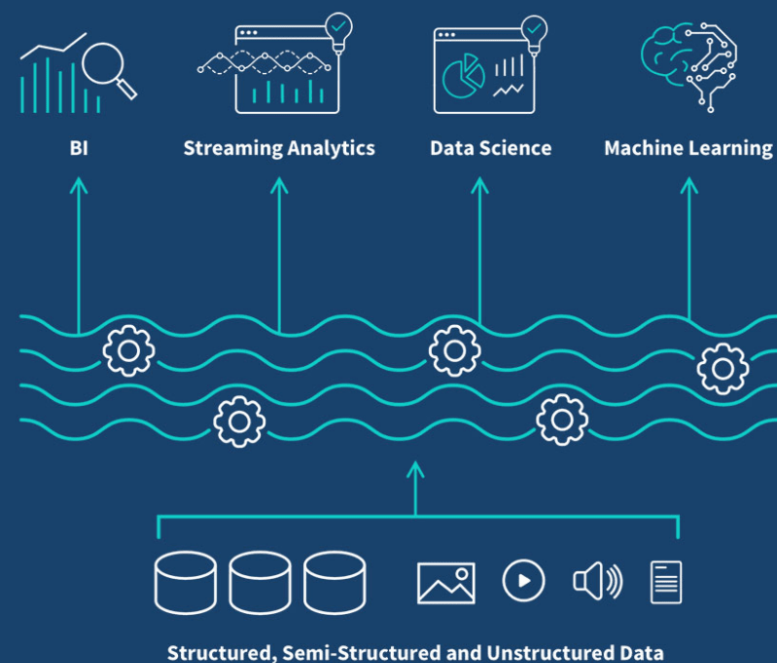 BI
Streaming Analytics
Data Science
Machine Learning
Structured, Semi-Structured and Unstructured Data